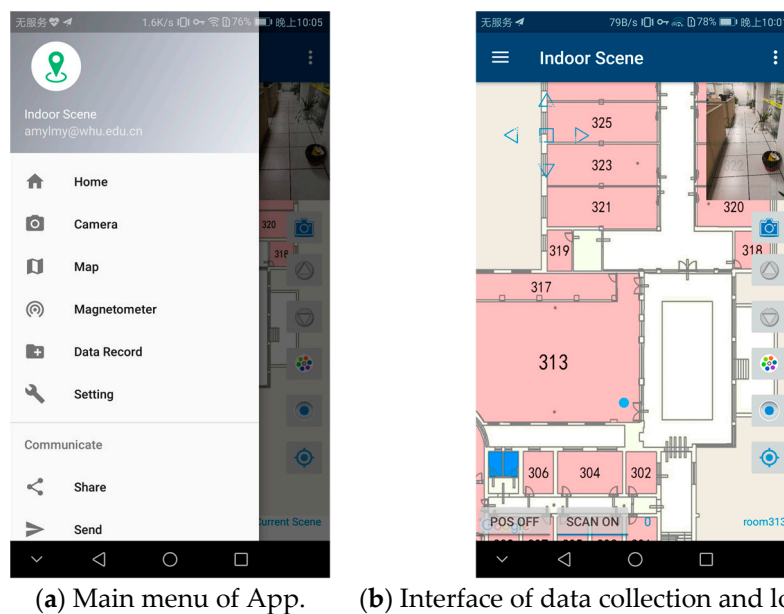 无服务 1.6K/s 76% 晚上10:05
Indoor Scene
amylmy@whu.edu.cn
Home
Camera
Map
Magnetometer
Data Record
Setting
Communicate
Share
Send
320
318
Current Scene
无服务 79B/s 78% 晚上10:0
Indoor Scene
325
323
322
321
320
319
318
317
313
306
304
302
POS OFF
SCAN ON
0
room313
(a) Main menu of App.
(b) Interface of data collection and